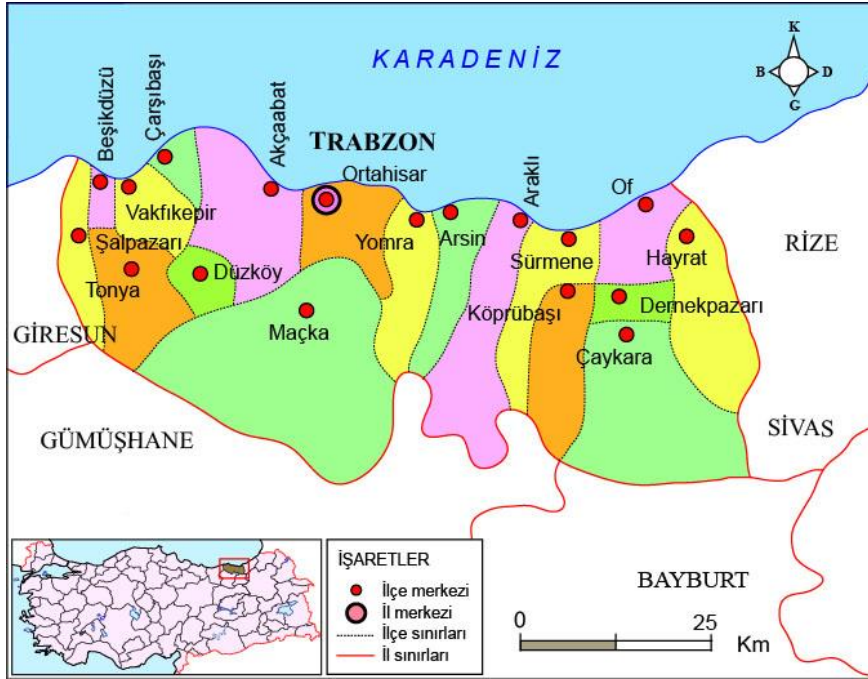 KARADENİZ
K
B
D
G
Beşikdüzü
Çarşıbaşı
Akçaabat
TRABZON
Ortahisar
Vakfıkepir
Şalpazarı
Tonya
Düzköy
Maçka
Yomra
Arsin
Araklı
Sürmene
Köprübaşı
Of
Hayrat
Dernekpazarı
Çaykara
RİZE
GİRESUN
GÜMÜŞHANE
SİVAS
BAYBURT
İŞARETLER
İlçe merkezi
İl merkezi
İlçe sınırları
İl sınırları
0
25
Km